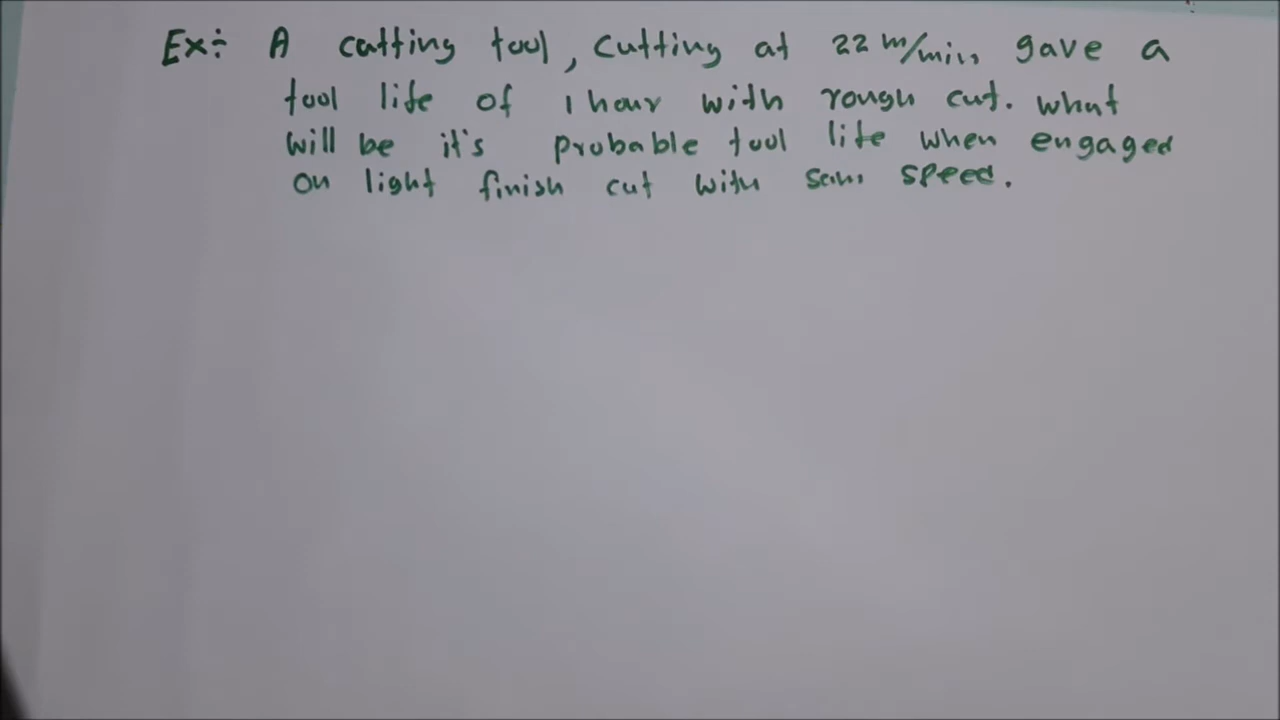 Ex÷ A cutting tool, cutting at 22 m/min gave a
tool life of 1 hour with rough cut. what
will be it's probable tool life when engaged
on light finish cut with same speed.